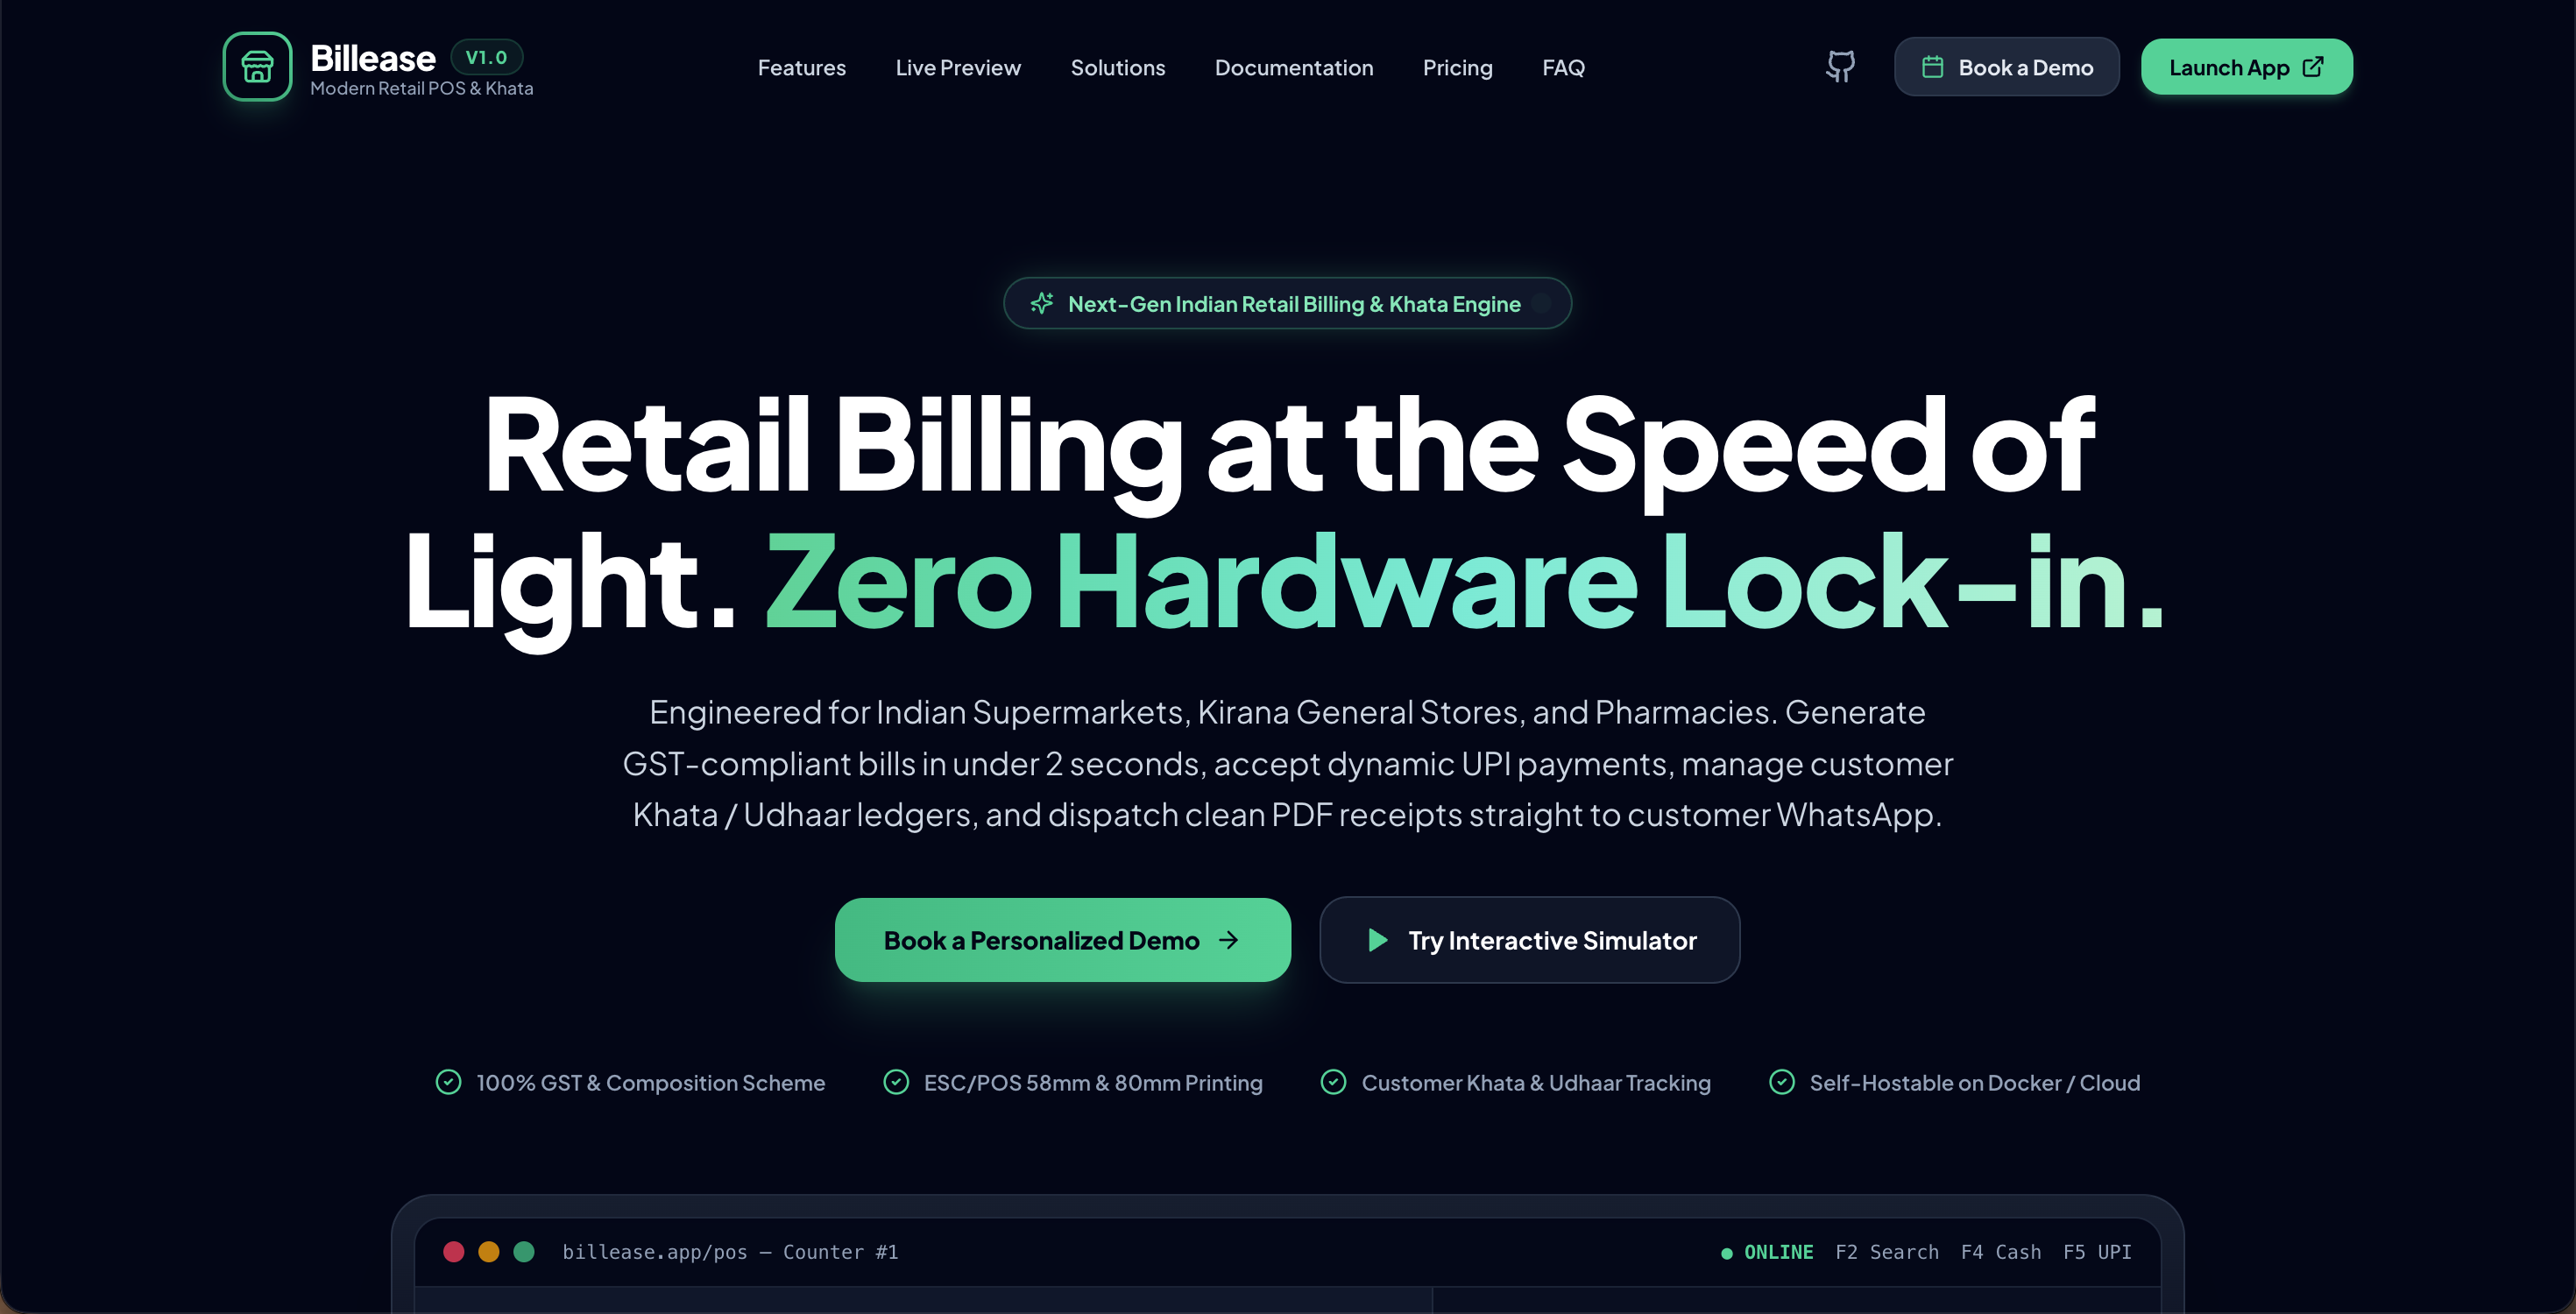 Billease V1.0
Modern Retail POS & Khata
Features Live Preview Solutions Documentation Pricing FAQ
Book a Demo
Launch App
Next-Gen Indian Retail Billing & Khata Engine
Retail Billing at the Speed of
Light. Zero Hardware Lock-in.
Engineered for Indian Supermarkets, Kirana General Stores, and Pharmacies. Generate
GST-compliant bills in under 2 seconds, accept dynamic UPI payments, manage customer
Khata / Udhaar ledgers, and dispatch clean PDF receipts straight to customer WhatsApp.
Book a Personalized Demo →
Try Interactive Simulator
100% GST & Composition Scheme
ESC/POS 58mm & 80mm Printing
Customer Khata & Udhaar Tracking
Self-Hostable on Docker / Cloud
billease.app/pos — Counter #1
● ONLINE F2 Search F4 Cash F5 UPI